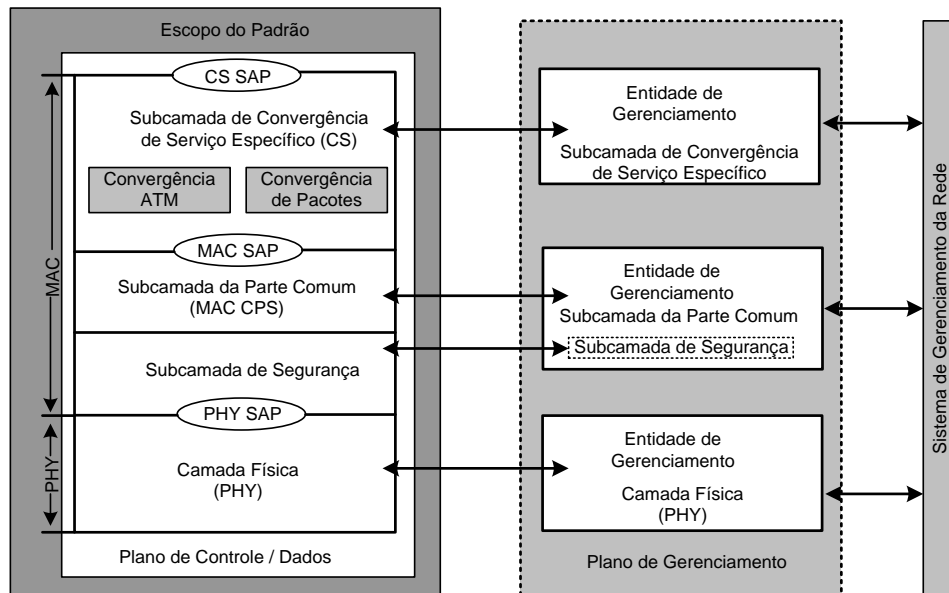 Escopo do Padrão
CS SAP
Subcamada de Convergência
de Serviço Específico (CS)
Convergência
ATM
Convergência
de Pacotes
MAC SAP
Subcamada da Parte Comum
(MAC CPS)
Subcamada de Segurança
PHY SAP
Camada Física
(PHY)
MAC
PHY
Plano de Controle / Dados
Entidade de
Gerenciamento
Subcamada de Convergência
de Serviço Específico
Entidade de
Gerenciamento
Subcamada da Parte Comum
Subcamada de Segurança
Entidade de
Gerenciamento
Camada Física
(PHY)
Plano de Gerenciamento
Sistema de Gerenciamento da Rede